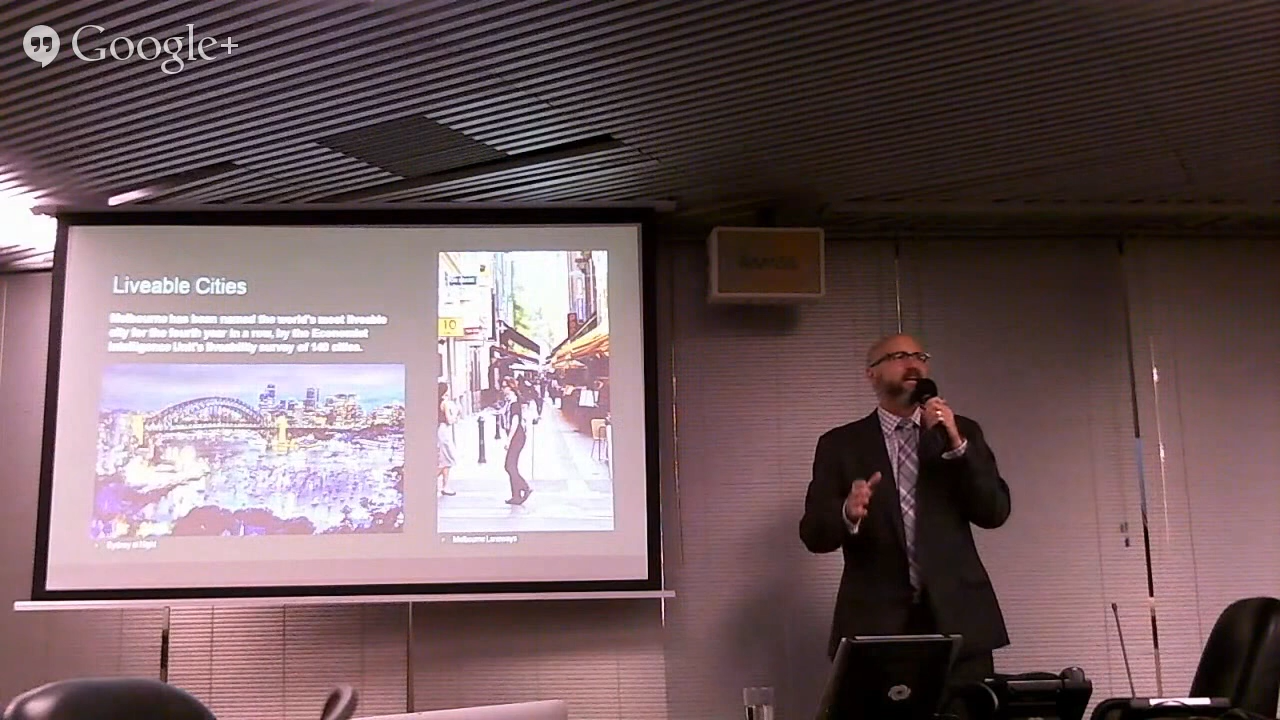 Google+
Liveable Cities
Melbourne has been named the world's most liveable
city for the fourth year in a row, by the Economist
Intelligence Unit's liveability survey of 140 cities.
10
Sydney at Night
Melbourne Laneways